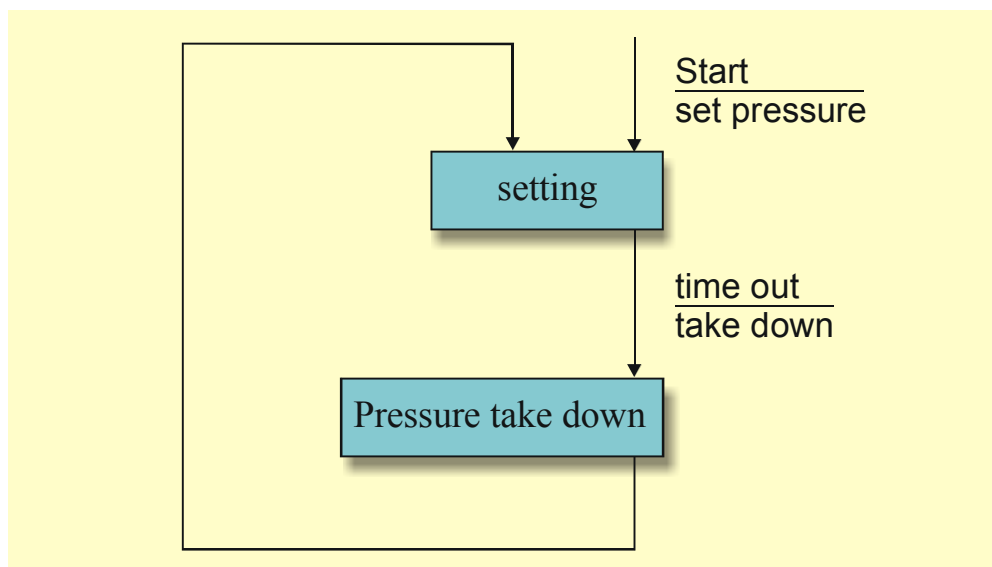 Start
set pressure
setting
time out
take down
Pressure take down